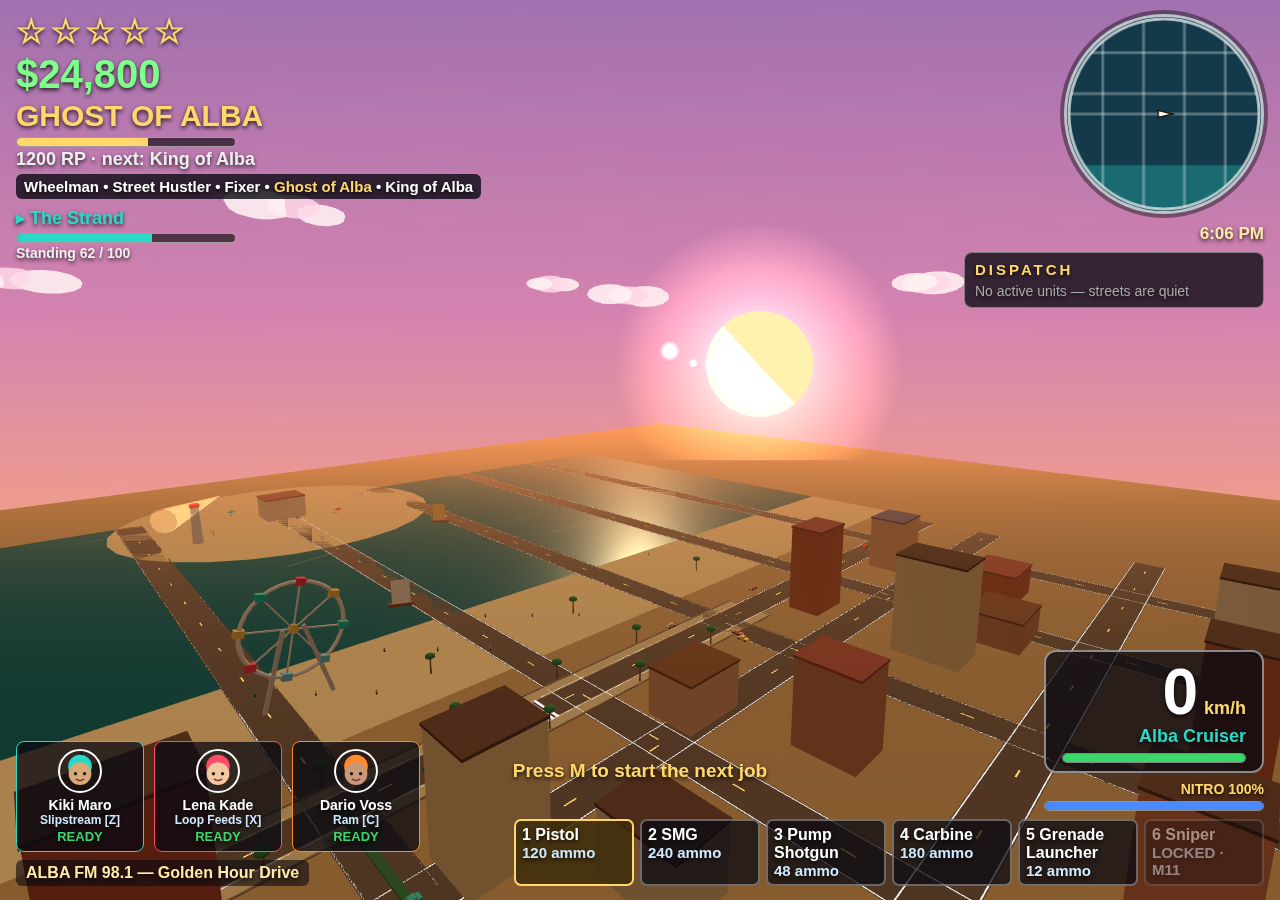 ☆☆☆☆☆
$24,800
GHOST OF ALBA
1200 RP · next: King of Alba
Wheelman • Street Hustler • Fixer • Ghost of Alba • King of Alba
▸ The Strand
Standing 62 / 100
6:06 PM
DISPATCH
No active units — streets are quiet
0 km/h
Alba Cruiser
NITRO 100%
Press M to start the next job
Kiki Maro
Slipstream [Z]
READY
Lena Kade
Loop Feeds [X]
READY
Dario Voss
Ram [C]
READY
ALBA FM 98.1 — Golden Hour Drive
1 Pistol
120 ammo
2 SMG
240 ammo
3 Pump
Shotgun
48 ammo
4 Carbine
180 ammo
5 Grenade
Launcher
12 ammo
6 Sniper
LOCKED ·
M11